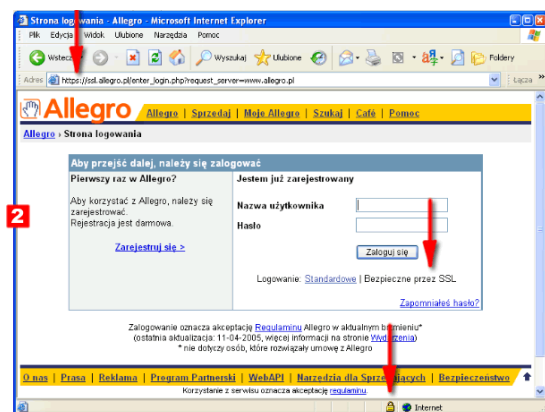 Strona logowania - Allegro - Microsoft Internet Explorer
Plik Edycja Widok Ulubione Narzędzia Pomoc
Wstecz Wyszukaj Ulubione Foldery
Adres https://ssl.allegro.pl/enter_login.php?request_server=www.allegro.pl Łącza »
Allegro Allegro | Sprzedaj | Moje Allegro | Szukaj | Café | Pomoc
Allegro › Strona logowania
Aby przejść dalej, należy się zalogować
Pierwszy raz w Allegro? Jestem już zarejestrowany
Aby korzystać z Allegro, należy się
zarejestrować.
Rejestracja jest darmowa.
Nazwa użytkownika
Hasło
2
Zarejestruj się >
Zaloguj się
Logowanie: Standardowe | Bezpieczne przez SSL
Zapomniałeś hasło?
Zalogowanie oznacza akceptację Regulaminu Allegro w aktualnym brzmieniu*
(ostatnia aktualizacja: 11-04-2005, więcej informacji na stronie Wydarzenia)
* nie dotyczy osób, które rozwiązały umowę z Allegro
O nas | Prasa | Reklama | Program Partnerski | WebAPI | Narzędzia dla Sprzedających | Bezpieczeństwo
Korzystanie z serwisu oznacza akceptację regulaminu.
Internet